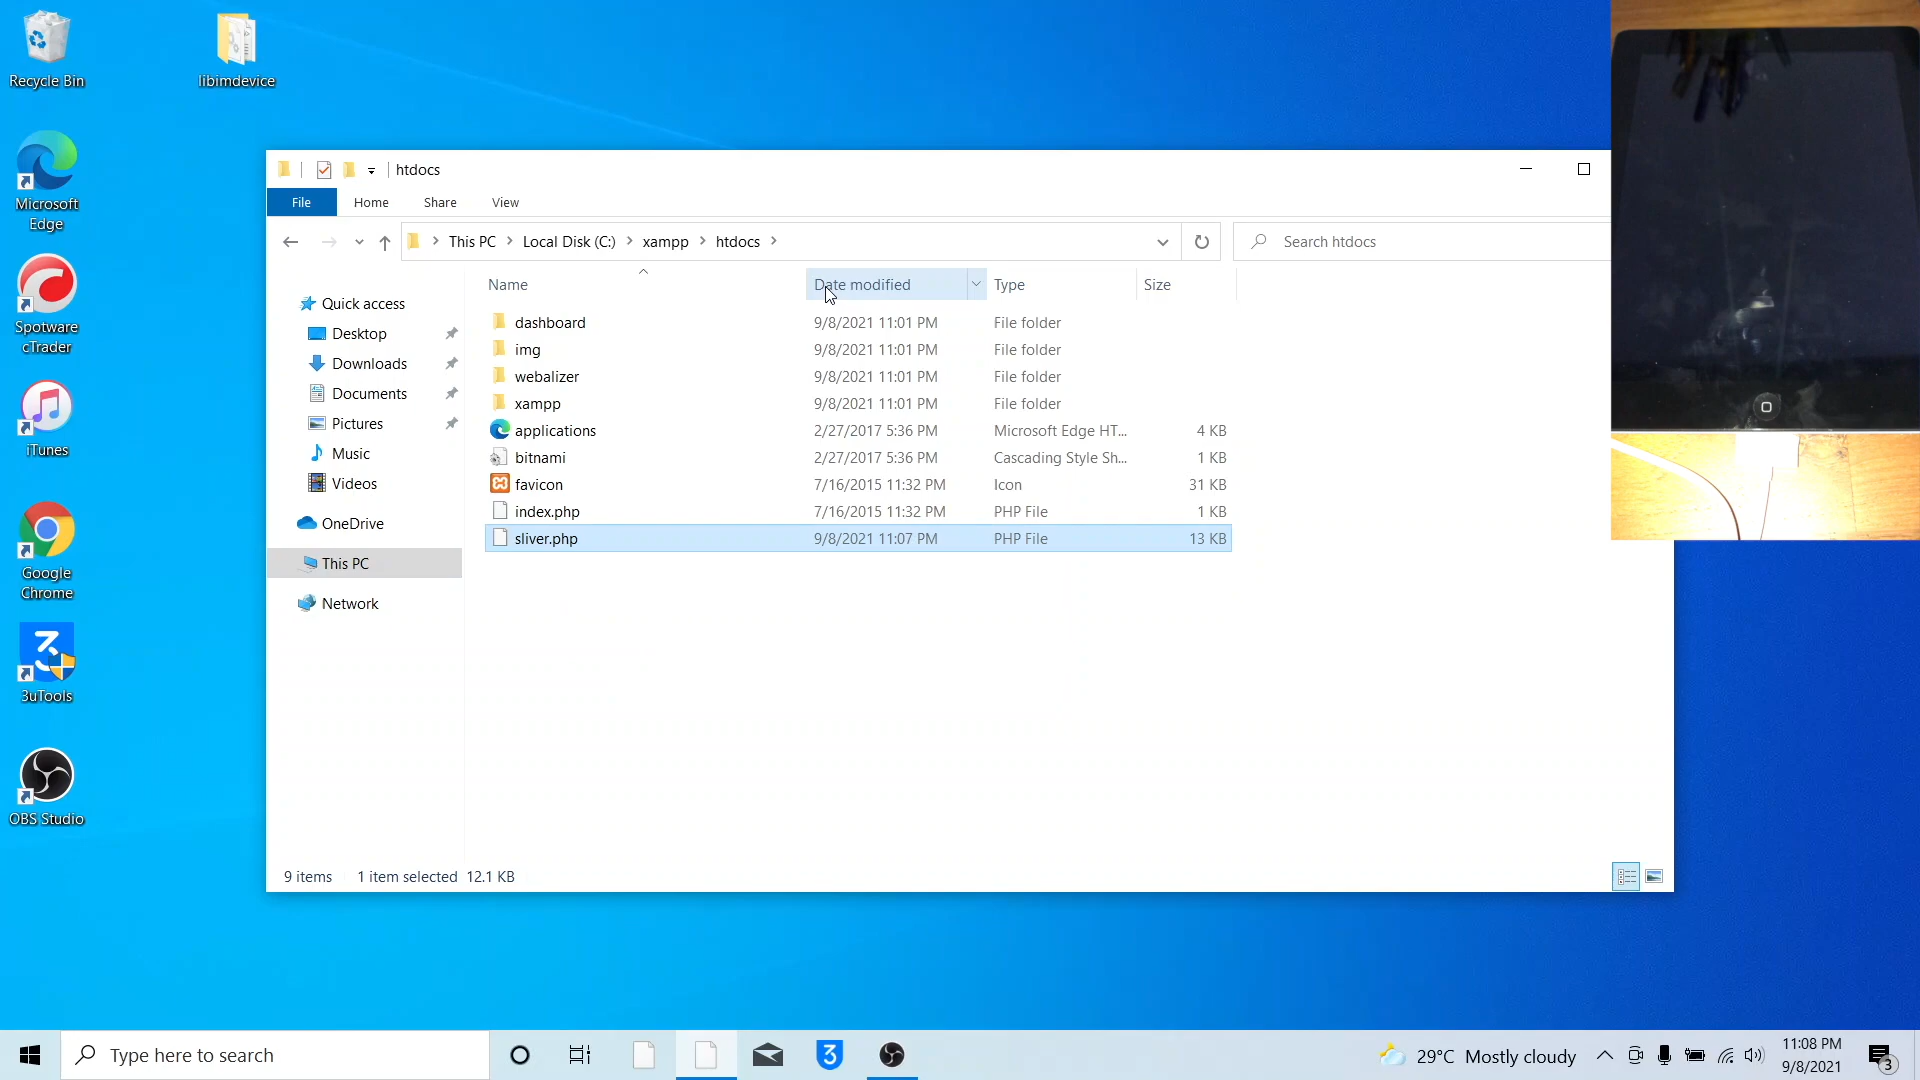 Recycle Bin
libimdevice
Microsoft
Edge
Spotware
cTrader
iTunes
Google
Chrome
3uTools
OBS Studio
htdocs
File Home Share View
This PC Local Disk (C:) xampp htdocs
Search htdocs
Name Date modified Type Size
Quick access
Desktop
Downloads
Documents
Pictures
Music
Videos
OneDrive
This PC
Network
dashboard 9/8/2021 11:01 PM File folder
img 9/8/2021 11:01 PM File folder
webalizer 9/8/2021 11:01 PM File folder
xampp 9/8/2021 11:01 PM File folder
applications 2/27/2017 5:36 PM Microsoft Edge HT... 4 KB
bitnami 2/27/2017 5:36 PM Cascading Style Sh... 1 KB
favicon 7/16/2015 11:32 PM Icon 31 KB
index.php 7/16/2015 11:32 PM PHP File 1 KB
sliver.php 9/8/2021 11:07 PM PHP File 13 KB
9 items 1 item selected 12.1 KB
Type here to search
29°C Mostly cloudy
11:08 PM
9/8/2021
3